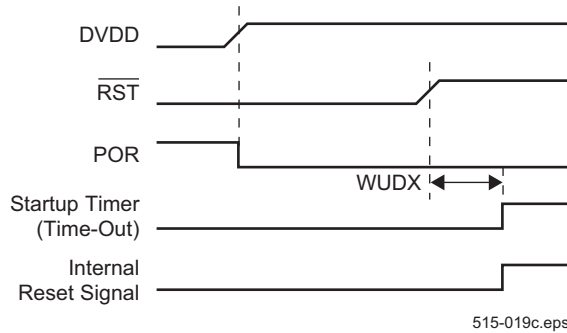 DVDD
RST
POR
WUDX
Startup Timer
(Time-Out)
Internal
Reset Signal
515-019c.eps